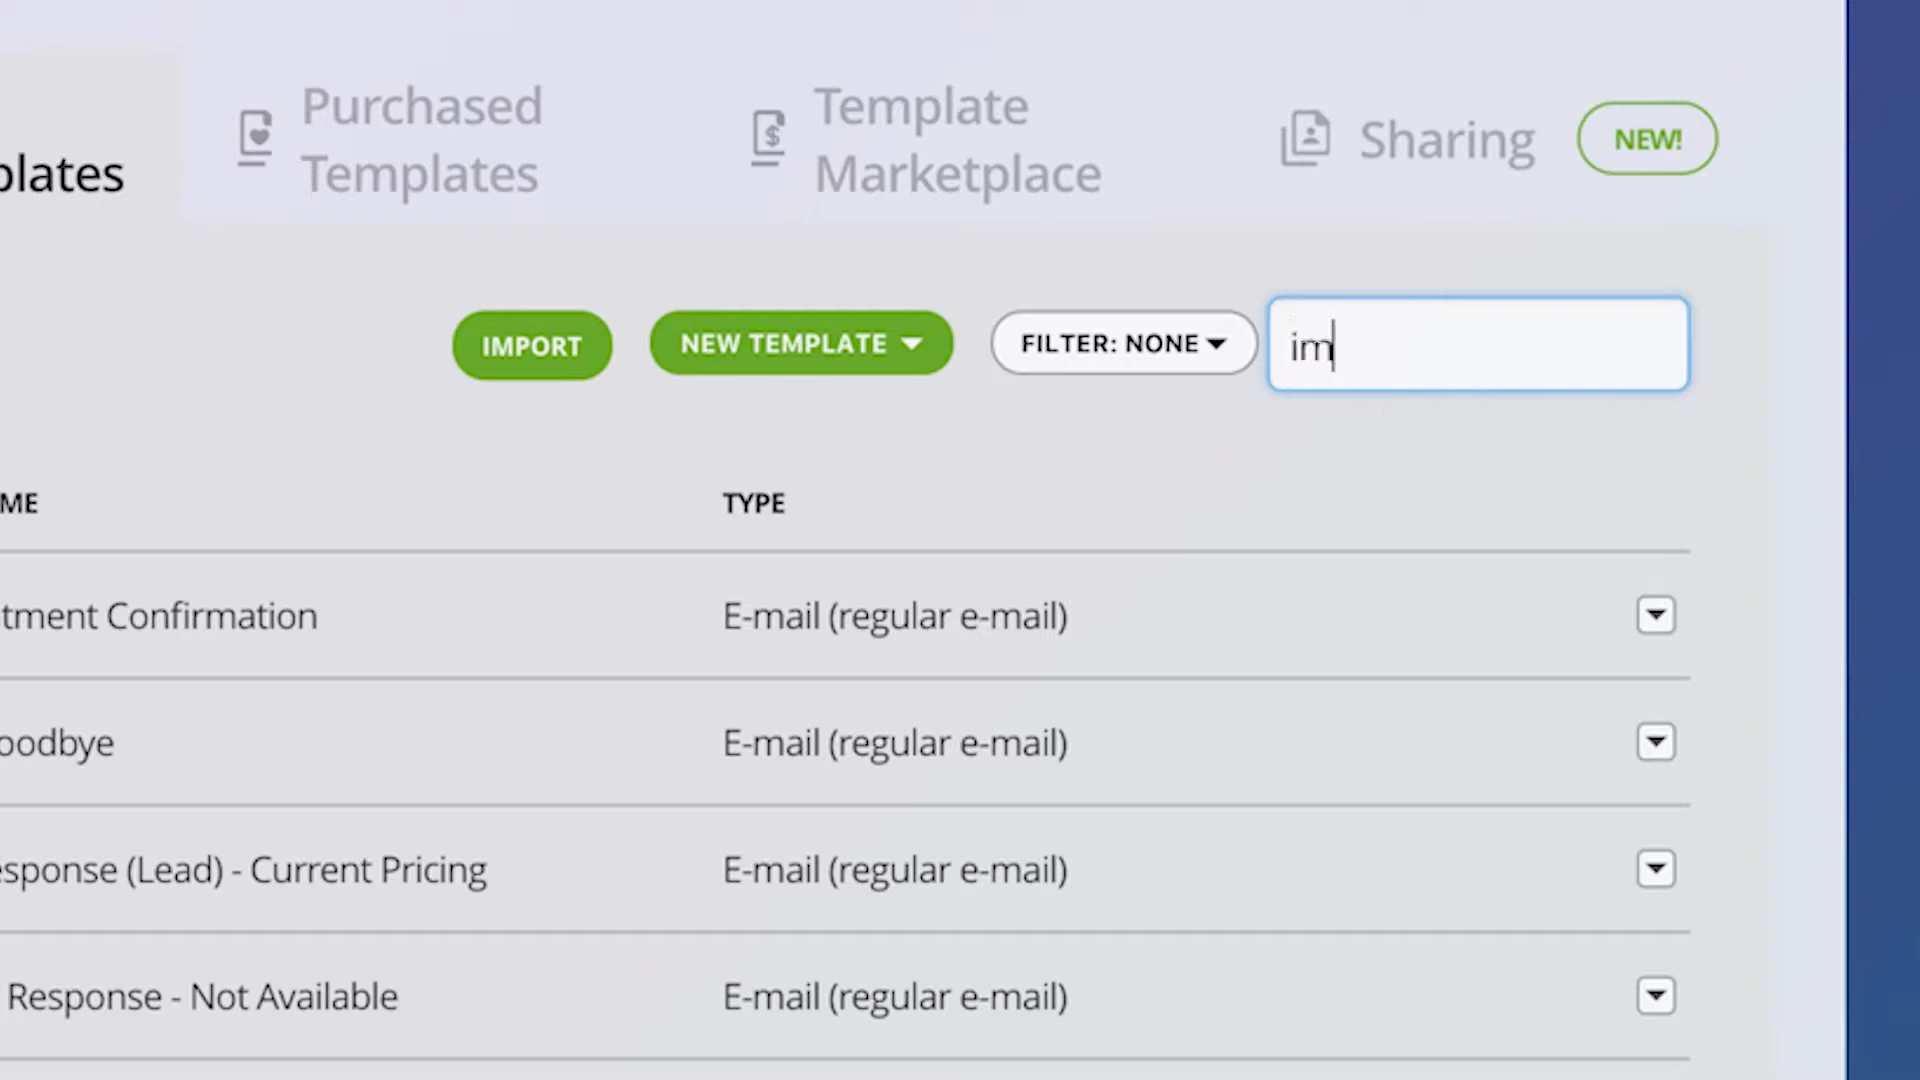 plates
Purchased
Templates
Template
Marketplace
Sharing
NEW!
IMPORT
NEW TEMPLATE
FILTER: NONE
im
ME
TYPE
tment Confirmation
E-mail (regular e-mail)
oodbye
E-mail (regular e-mail)
esponse (Lead) - Current Pricing
E-mail (regular e-mail)
Response - Not Available
E-mail (regular e-mail)